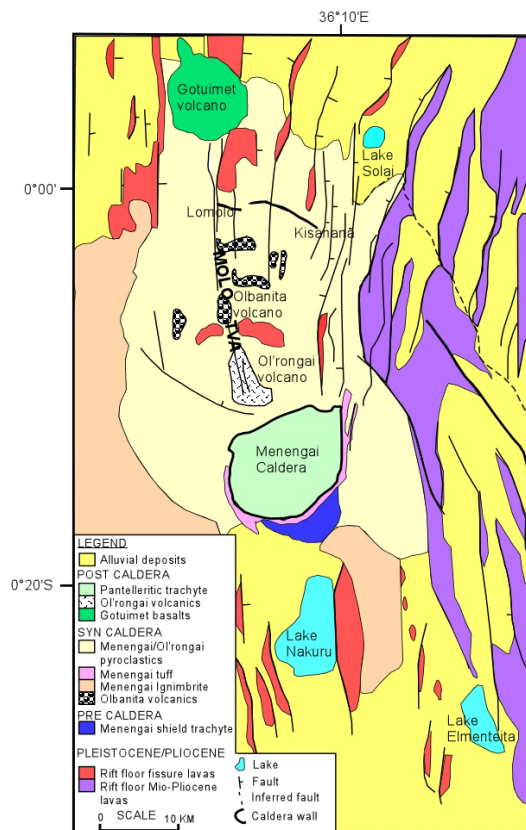 36°10'E
Gotuimet
volcano
Lake
Solai
0°00'
Lomolo
Kisanana
MOLO TVA
Olbanita
volcano
Ol'rongai
volcano
Menengai
Caldera
LEGEND
Alluvial deposits
POST CALDERA
Pantelleritic trachyte
Ol'rongai volcanics
Gotuimet basalts
SYN CALDERA
Menengai/Ol'rongai
pyroclastics
Menengai tuff
Menengai Ignimbrite
Olbanita volcanics
PRE CALDERA
Menengai shield trachyte
PLEISTOCENE/PLIOCENE
Rift floor fissure lavas
Rift floor Mio-Pliocene
lavas
SCALE
0 10 KM
Lake
Fault
Inferred fault
Caldera wall
0°20'S
Lake
Nakuru
Lake
Elmenteita